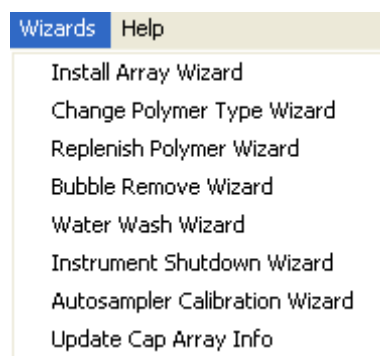 Wizards Help
Install Array Wizard
Change Polymer Type Wizard
Replenish Polymer Wizard
Bubble Remove Wizard
Water Wash Wizard
Instrument Shutdown Wizard
Autosampler Calibration Wizard
Update Cap Array Info